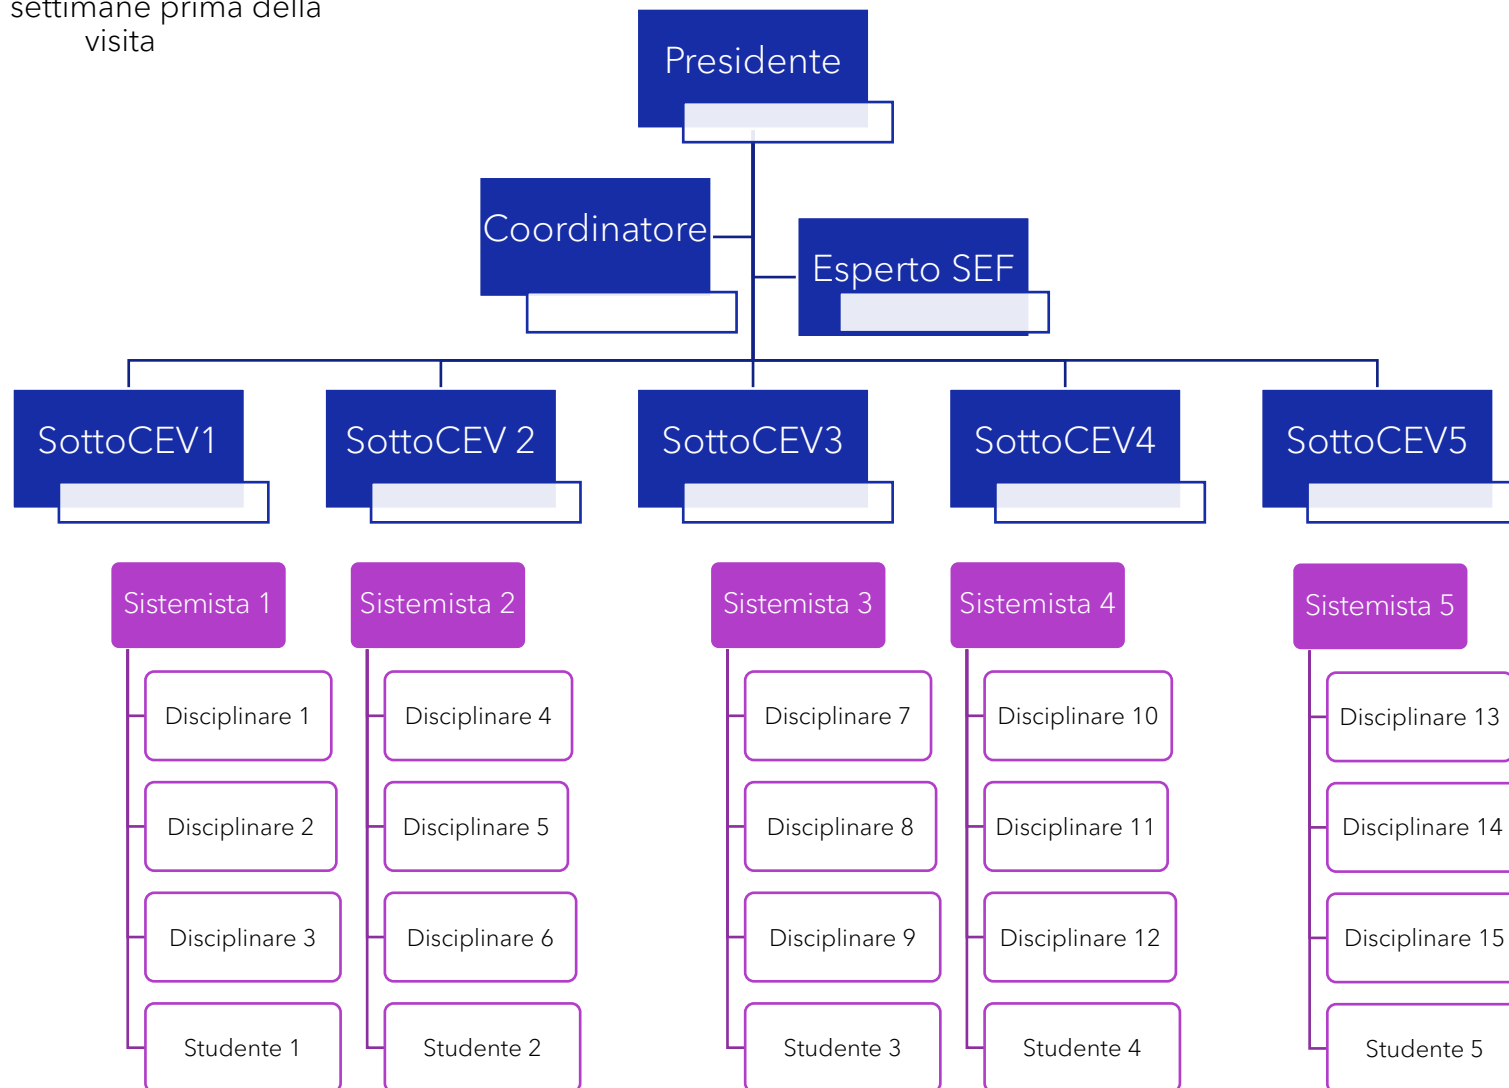 settimane prima della
visita
Presidente
Coordinatore
Esperto SEF
SottoCEV1
SottoCEV 2
SottoCEV3
SottoCEV4
SottoCEV5
Sistemista 1
Sistemista 2
Sistemista 3
Sistemista 4
Sistemista 5
Disciplinare 1
Disciplinare 4
Disciplinare 7
Disciplinare 10
Disciplinare 13
Disciplinare 2
Disciplinare 5
Disciplinare 8
Disciplinare 11
Disciplinare 14
Disciplinare 3
Disciplinare 6
Disciplinare 9
Disciplinare 12
Disciplinare 15
Studente 1
Studente 2
Studente 3
Studente 4
Studente 5